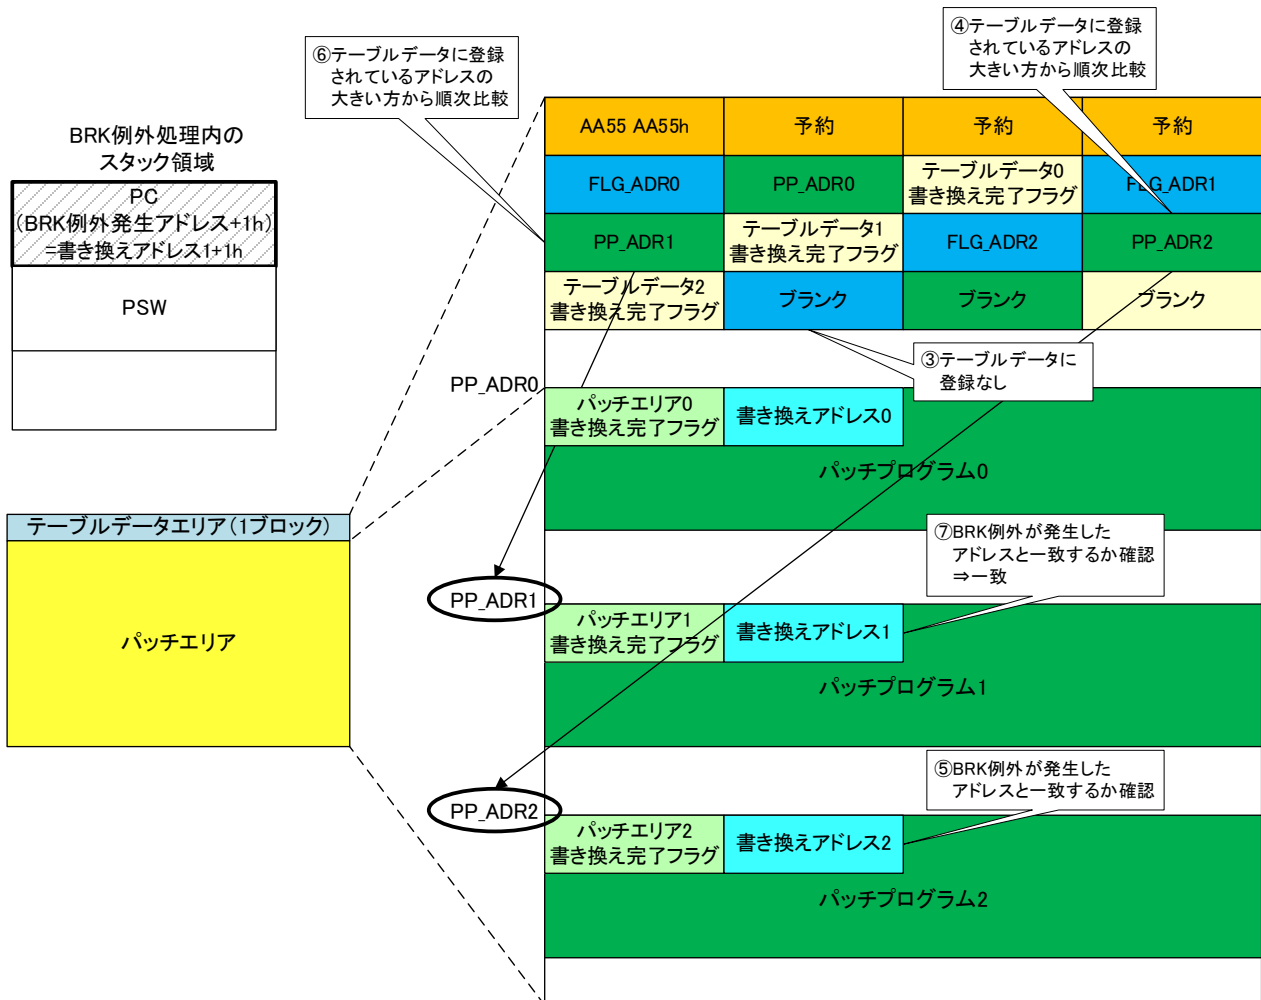 ⑥テーブルデータに登録
されているアドレスの
大きい方から順次比較
④テーブルデータに登録
されているアドレスの
大きい方から順次比較
BRK例外処理内の
スタック領域
PC
(BRK例外発生アドレス+1h)
=書き換えアドレス1+1h
PSW
AA55 AA55h
予約
予約
予約
FLG_ADR0
PP_ADR0
テーブルデータ0
書き換え完了フラグ
FLG_ADR1
PP_ADR1
テーブルデータ1
書き換え完了フラグ
FLG_ADR2
PP_ADR2
テーブルデータ2
書き換え完了フラグ
ブランク
ブランク
ブランク
③テーブルデータに
登録なし
PP_ADR0
パッチエリア0
書き換え完了フラグ
書き換えアドレス0
パッチプログラム0
テーブルデータエリア(1ブロック)
パッチエリア
⑦BRK例外が発生した
アドレスと一致するか確認
⇒一致
PP_ADR1
パッチエリア1
書き換え完了フラグ
書き換えアドレス1
パッチプログラム1
⑤BRK例外が発生した
アドレスと一致するか確認
PP_ADR2
パッチエリア2
書き換え完了フラグ
書き換えアドレス2
パッチプログラム2